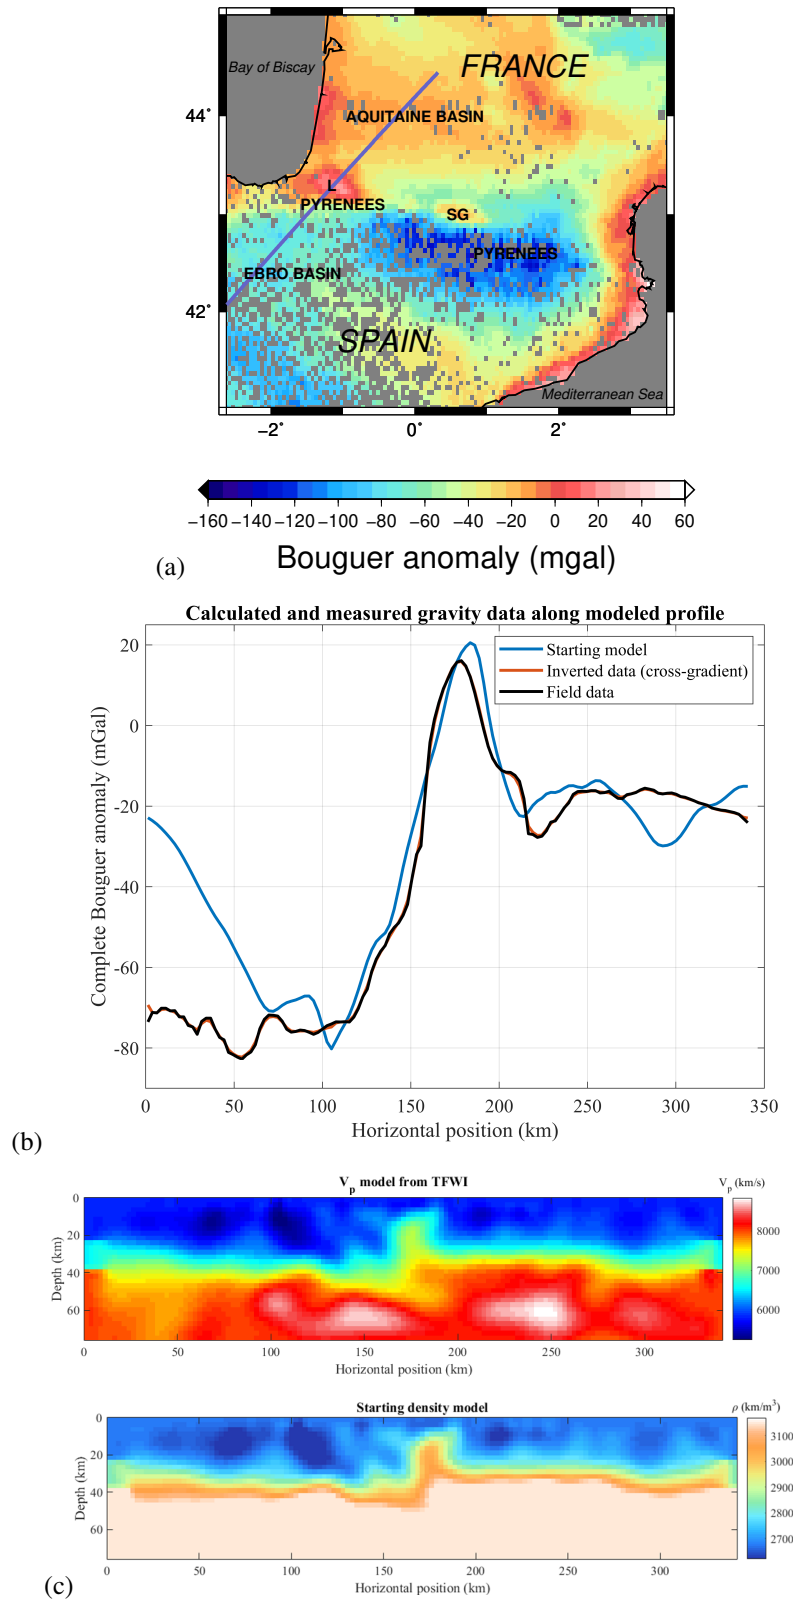 Bay of Biscay
FRANCE
44°
AQUITAINE BASIN
L
PYRENEES
SG
PYRENEES
EBRO BASIN
42°
SPAIN
Mediterranean Sea
−2° 0° 2°
−160 −140 −120 −100 −80 −60 −40 −20 0 20 40 60
(a) Bouguer anomaly (mgal)
Calculated and measured gravity data along modeled profile
Starting model
Inverted data (cross-gradient)
Field data
20
0
-20
-40
-60
-80
Complete Bouguer anomaly (mGal)
0 50 100 150 200 250 300 350
Horizontal position (km)
(b)
Vp model from TFWI
Vp (km/s)
0
20
40
60
Depth (km)
8000
7000
6000
0 50 100 150 200 250 300
Horizontal position (km)
Starting density model
ρ (km/m³)
0
20
40
60
Depth (km)
3100
3000
2900
2800
2700
0 50 100 150 200 250 300
Horizontal position (km)
(c)